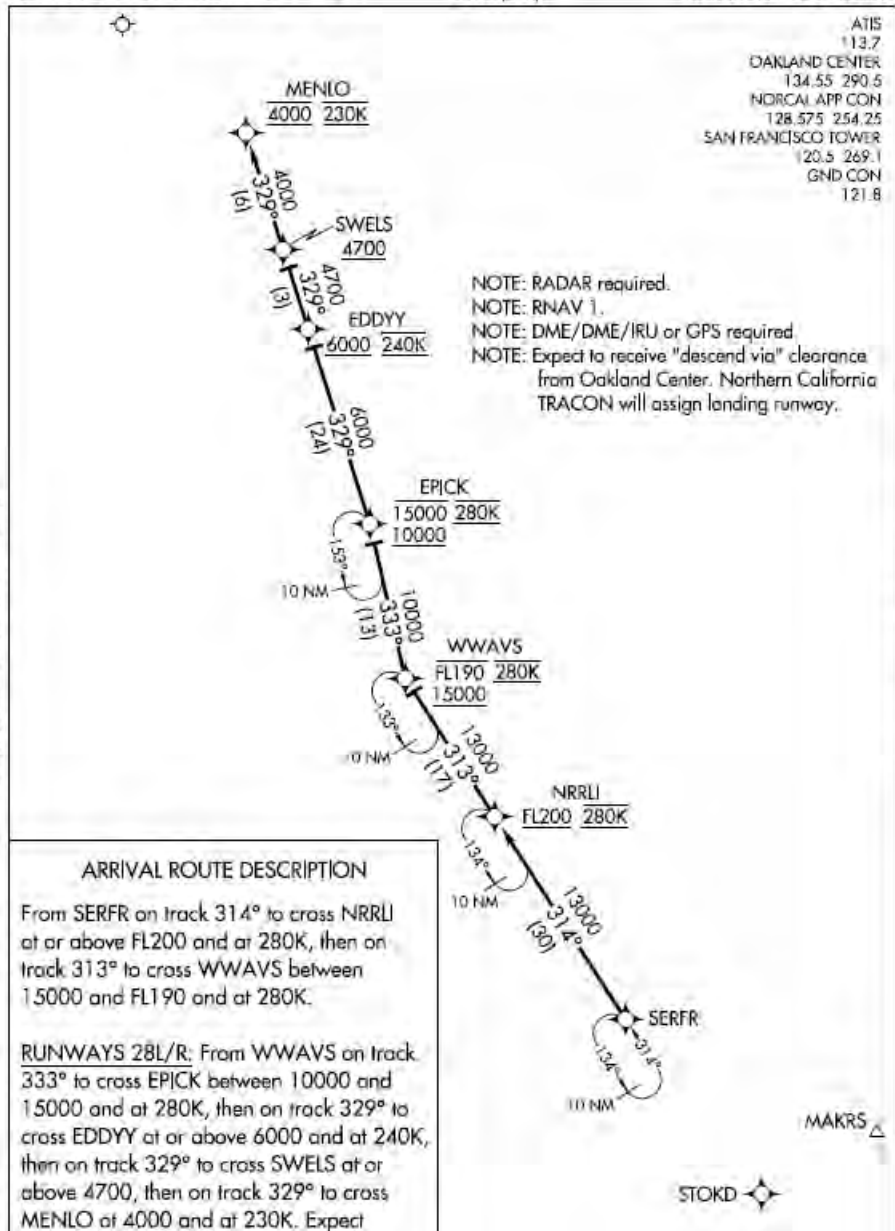 ATIS
113.7
OAKLAND CENTER
134.55 290.5
NORCAL APP CON
128.575 254.25
SAN FRANCISCO TOWER
120.5 269.1
GND CON
121.8
MENLO
4000 230K
4000
329°
(6)
SWELS
4700
4700
329°
(3)
EDDYY
6000 240K
NOTE: RADAR required.
NOTE: RNAV 1.
NOTE: DME/DME/IRU or GPS required
NOTE: Expect to receive "descend via" clearance
from Oakland Center. Northern California
TRACON will assign landing runway.
6000
329°
(24)
EPICK
15000 280K
10000
153°
10 NM
10000
333°
(13)
WWAVS
FL190 280K
15000
133°
10 NM
13000
313°
(17)
NRRLI
FL200 280K
134°
10 NM
13000
314°
(30)
SERFR
134°
314°
10 NM
MAKRS
STOKD
ARRIVAL ROUTE DESCRIPTION
From SERFR on track 314° to cross NRRLI
at or above FL200 and at 280K, then on
track 313° to cross WWAVS between
15000 and FL190 and at 280K.
RUNWAYS 28L/R: From WWAVS on track
333° to cross EPICK between 10000 and
15000 and at 280K, then on track 329° to
cross EDDYY at or above 6000 and at 240K,
then on track 329° to cross SWELS at or
above 4700, then on track 329° to cross
MENLO at 4000 and at 230K. Expect